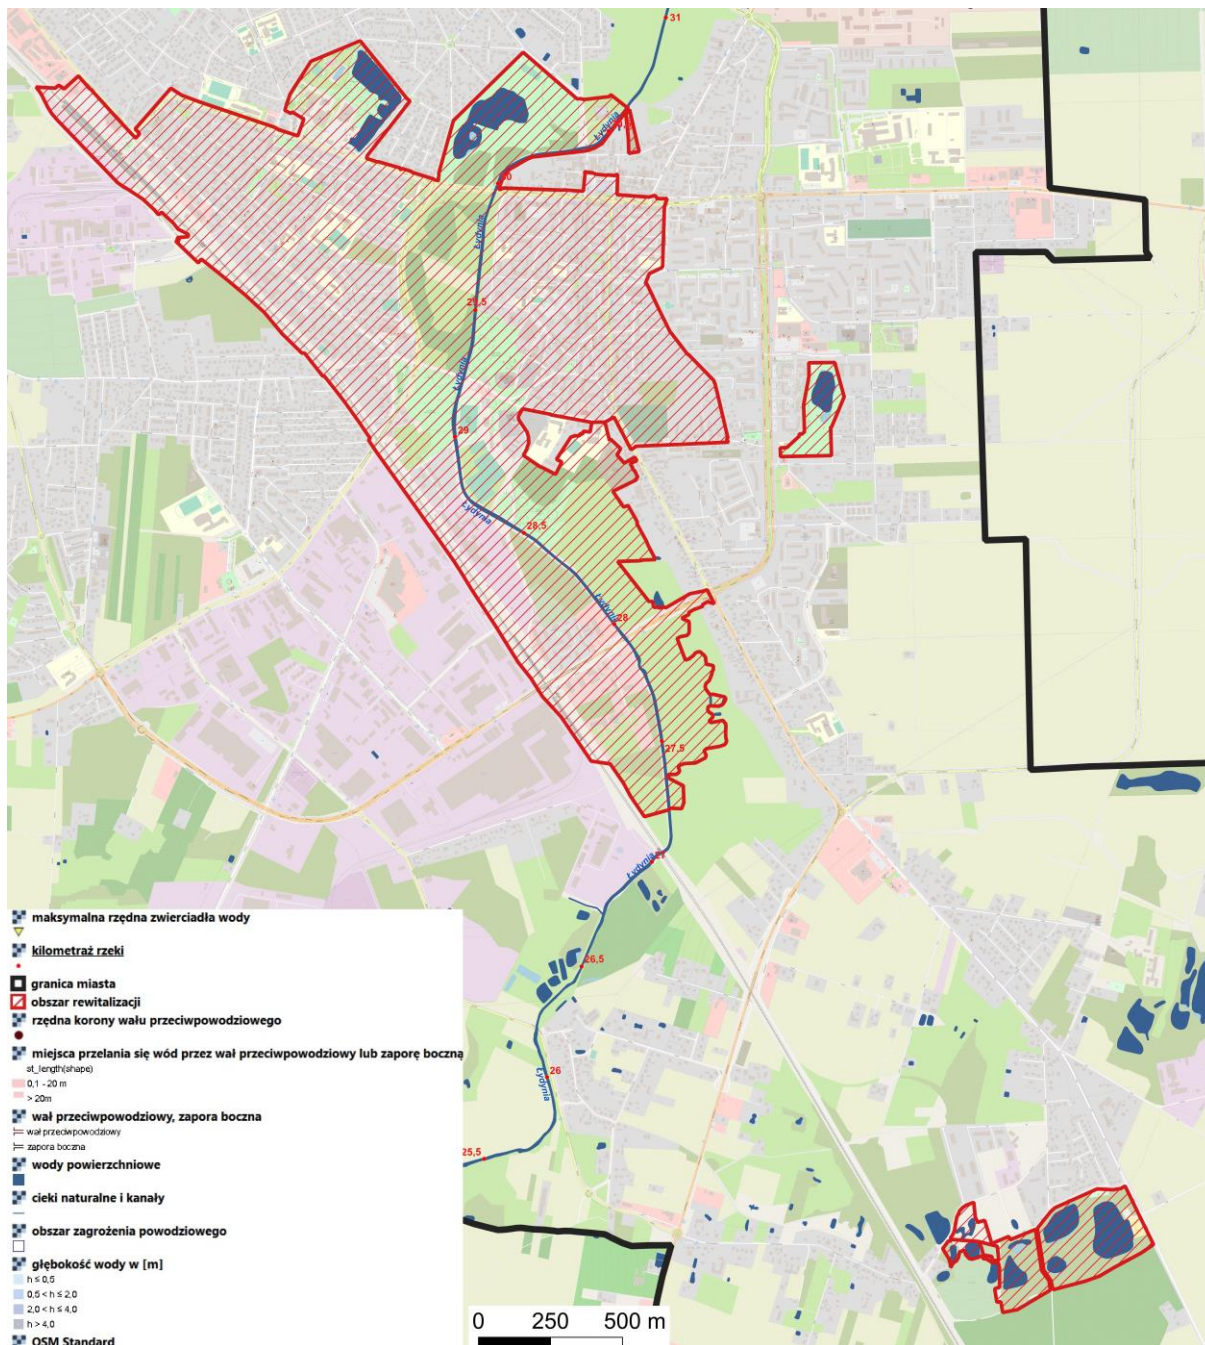 31
Łydynia
30
Łydynia
29,5
Łydynia
29
Łydynia
28,5
Łydynia
28
27,5
27
Łydynia
26,5
26
Łydynia
25,5
maksymalna rzędna zwierciadła wody
kilometraż rzeki
granica miasta
obszar rewitalizacji
rzędna korony wału przeciwpowodziowego
miejsca przelania się wód przez wał przeciwpowodziowy lub zaporę boczną
st_length(shape)
0,1 - 20 m
> 20m
wał przeciwpowodziowy, zapora boczna
wał przeciwpowodziowy
zapora boczna
wody powierzchniowe
cieki naturalne i kanały
obszar zagrożenia powodziowego
głębokość wody w [m]
h ≤ 0,5
0,5 < h ≤ 2,0
2,0 < h ≤ 4,0
h > 4,0
OSM Standard
0 250 500 m